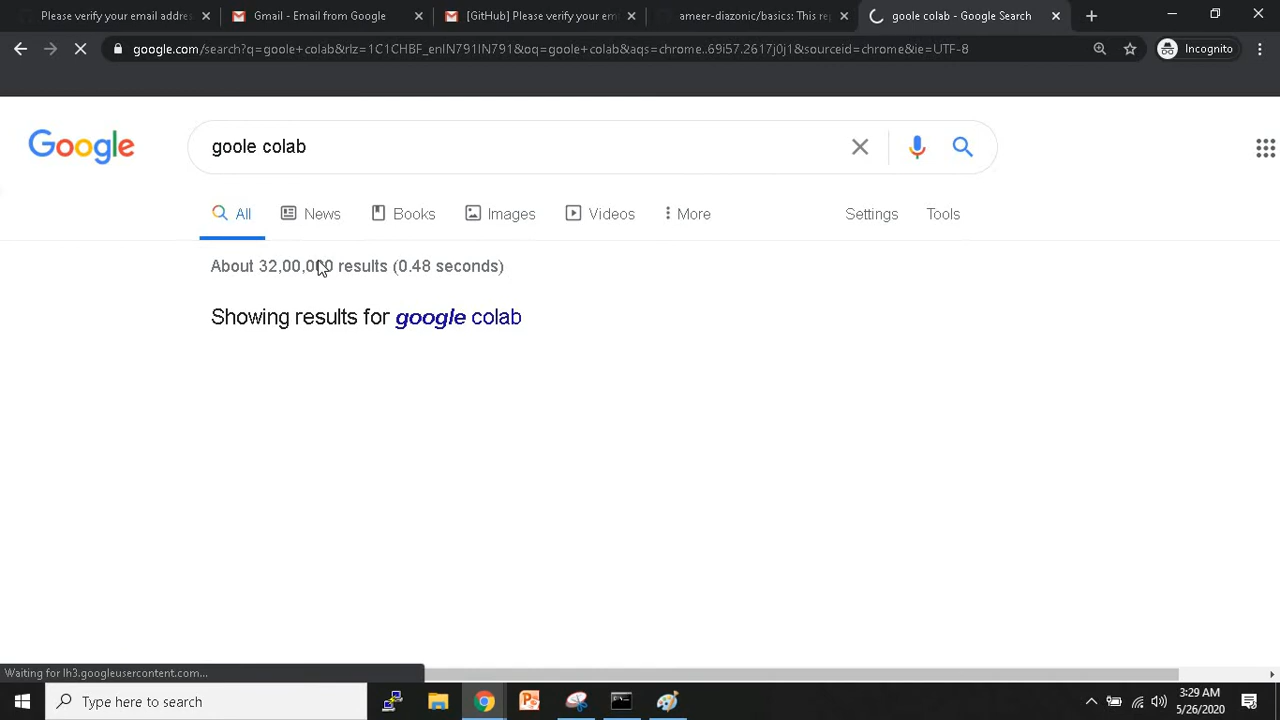 Please verify your email addres
Gmail - Email from Google
[GitHub] Please verify your em
ameer-diazonic/basics: This re
goole colab - Google Search
google.com/search?q=goole+colab&rlz=1C1CHBF_enIN791IN791&oq=goole+colab&aqs=chrome..69i57.2617j0j1&sourceid=chrome&ie=UTF-8
Incognito
Google
goole colab
All
News
Books
Images
Videos
More
Settings
Tools
About 32,00,000 results (0.48 seconds)
Showing results for google colab
Waiting for lh3.googleusercontent.com...
Type here to search
3:29 AM
5/26/2020